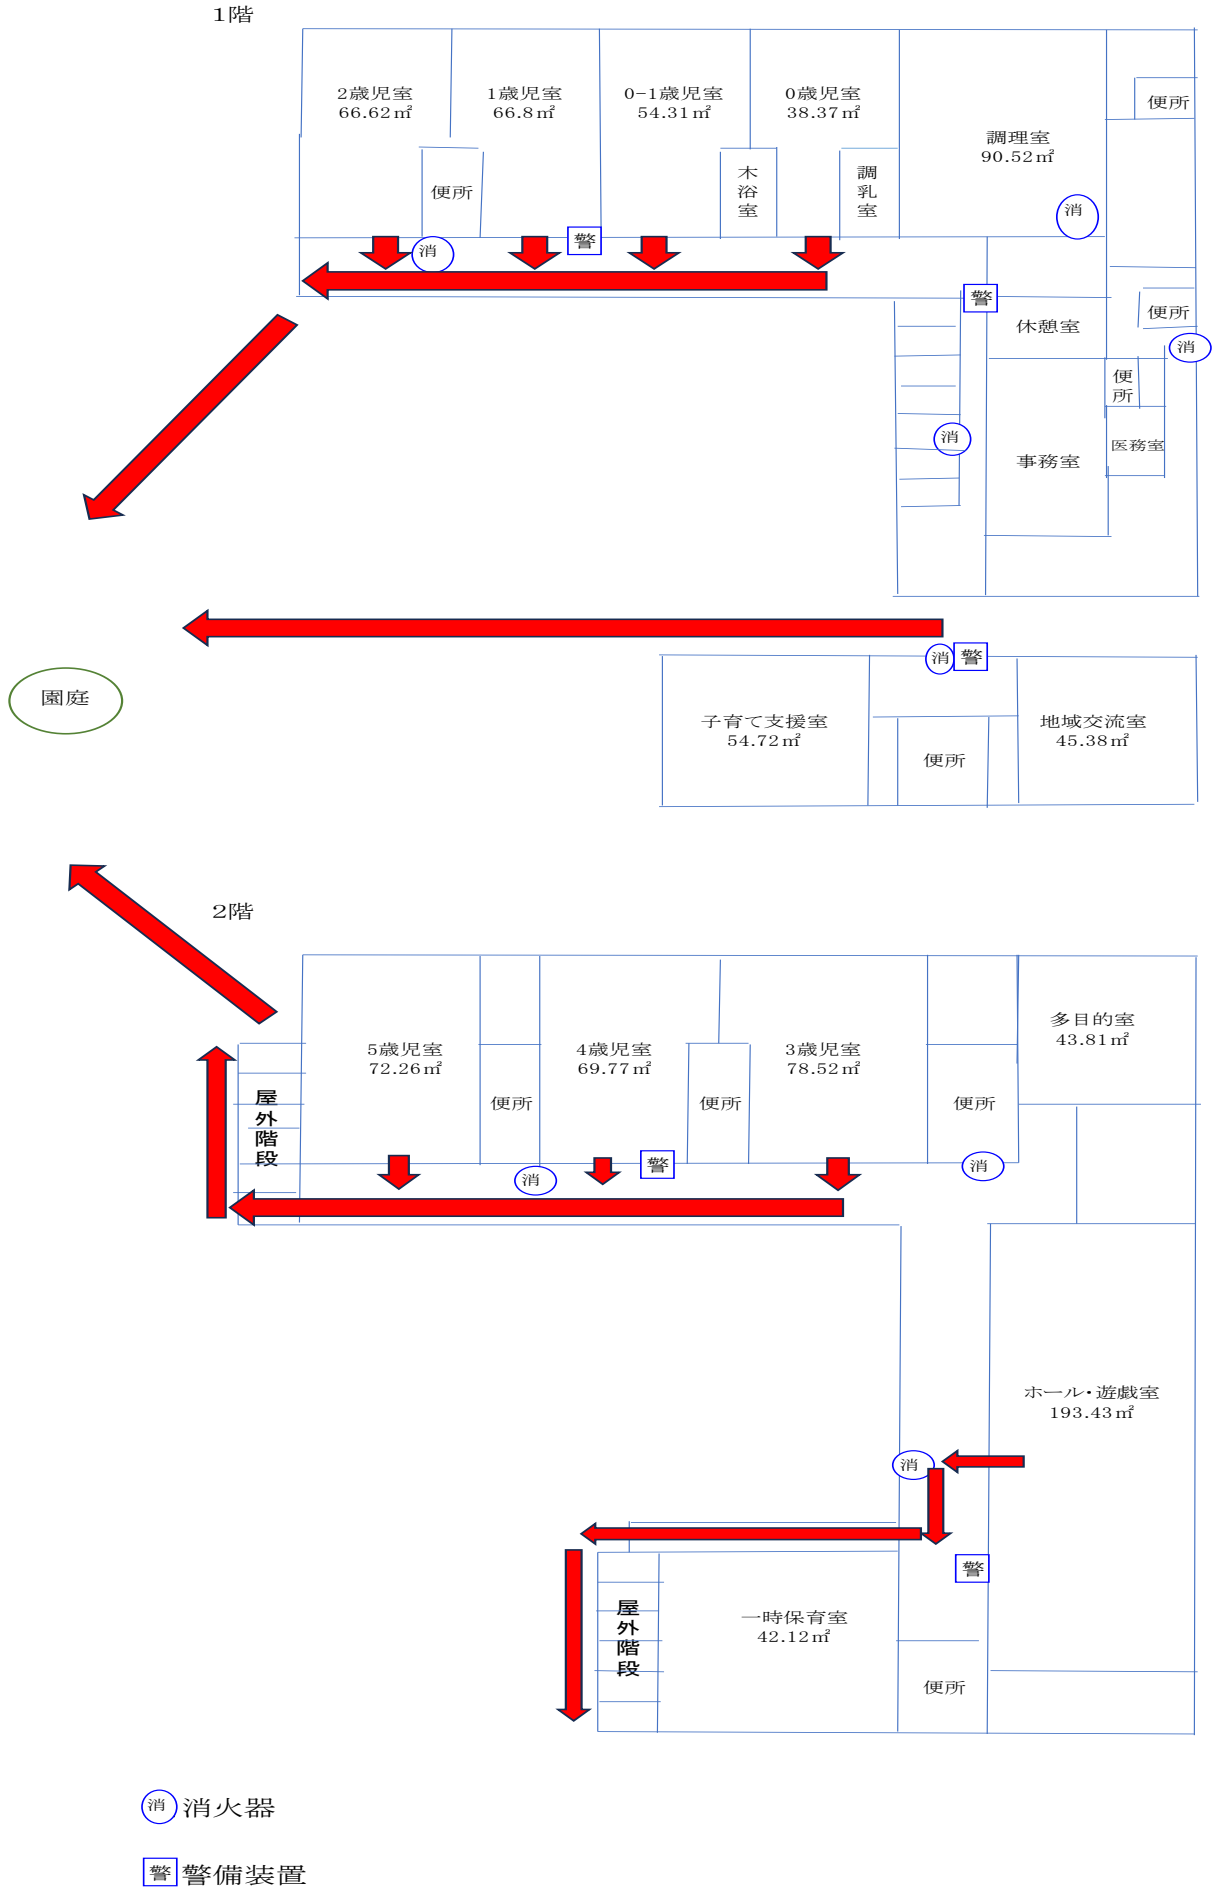 1階
2歳児室
66.62㎡
1歳児室
66.8㎡
0-1歳児室
54.31㎡
0歳児室
38.37㎡
調理室
90.52㎡
便所
便所
木浴室
調乳室
消
消
警
警
休憩室
便所
消
便所
消
事務室
医務室
消
警
園庭
子育て支援室
54.72㎡
便所
地域交流室
45.38㎡
2階
5歳児室
72.26㎡
4歳児室
69.77㎡
3歳児室
78.52㎡
多目的室
43.81㎡
屋外階段
便所
便所
便所
消
警
消
ホール・遊戯室
193.43㎡
消
警
屋外階段
一時保育室
42.12㎡
便所
消 消火器
警 警備装置